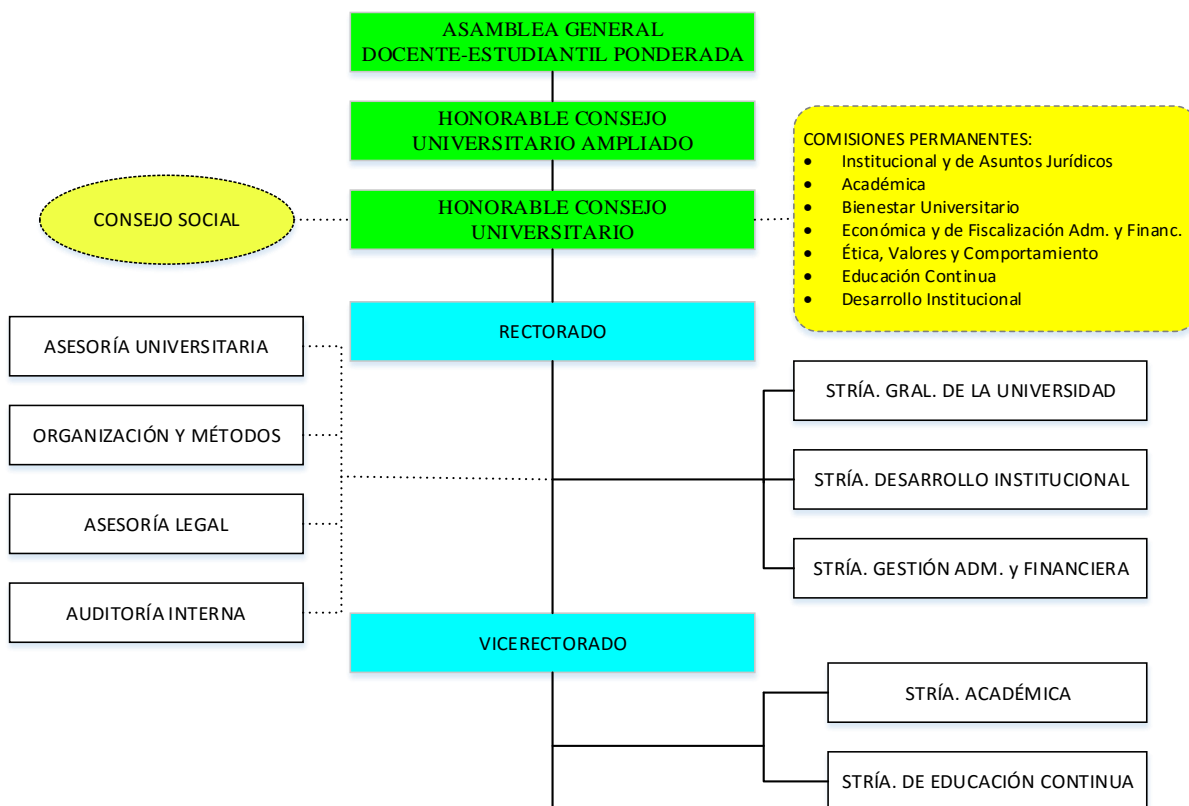 ASAMBLEA GENERAL
DOCENTE-ESTUDIANTIL PONDERADA
HONORABLE CONSEJO
UNIVERSITARIO AMPLIADO
COMISIONES PERMANENTES:
• Institucional y de Asuntos Jurídicos
• Académica
• Bienestar Universitario
• Económica y de Fiscalización Adm. y Financ.
• Ética, Valores y Comportamiento
• Educación Continua
• Desarrollo Institucional
CONSEJO SOCIAL
HONORABLE CONSEJO
UNIVERSITARIO
RECTORADO
ASESORÍA UNIVERSITARIA
ORGANIZACIÓN Y MÉTODOS
ASESORÍA LEGAL
AUDITORÍA INTERNA
STRÍA. GRAL. DE LA UNIVERSIDAD
STRÍA. DESARROLLO INSTITUCIONAL
STRÍA. GESTIÓN ADM. y FINANCIERA
VICERECTORADO
STRÍA. ACADÉMICA
STRÍA. DE EDUCACIÓN CONTINUA